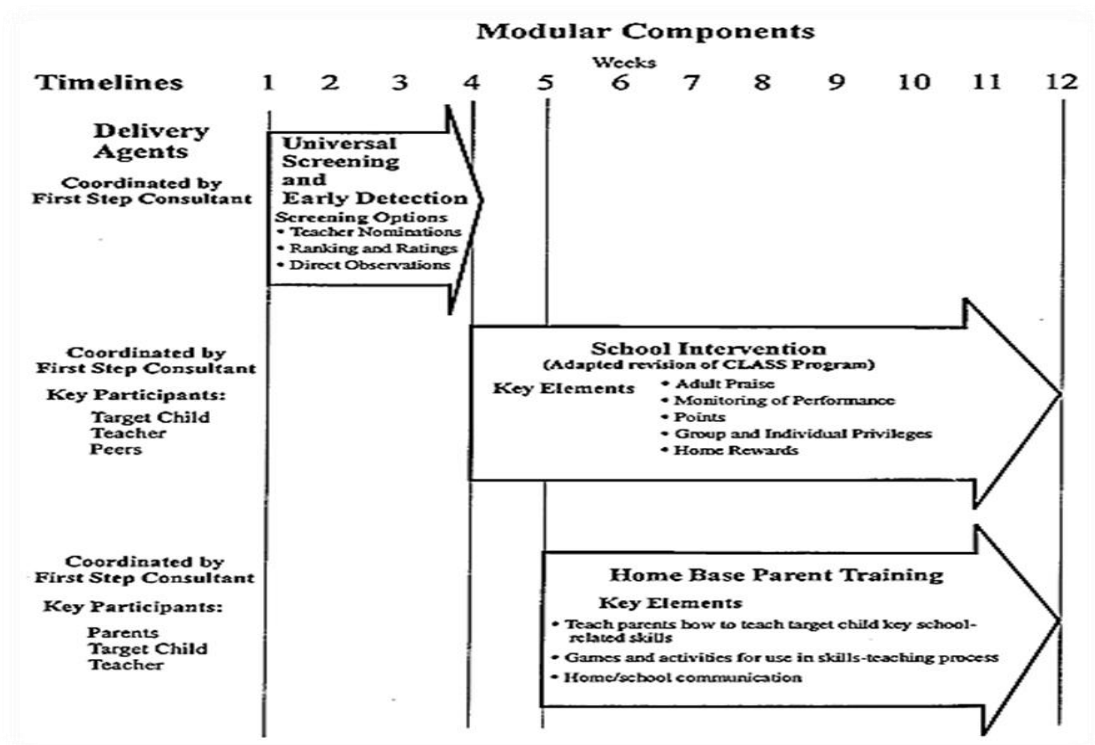 Modular Components
Weeks
Timelines 1 2 3 4 5 6 7 8 9 10 11 12
Delivery
Agents
Coordinated by
First Step Consultant
Universal
Screening
and
Early Detection
Screening Options
• Teacher Nominations
• Ranking and Ratings
• Direct Observations
Coordinated by
First Step Consultant
Key Participants:
Target Child
Teacher
Peers
School Intervention
(Adapted revision of CLASS Program)
Key Elements
• Adult Praise
• Monitoring of Performance
• Points
• Group and Individual Privileges
• Home Rewards
Coordinated by
First Step Consultant
Key Participants:
Parents
Target Child
Teacher
Home Base Parent Training
Key Elements
• Teach parents how to teach target child key school-
related skills
• Games and activities for use in skills-teaching process
• Home/school communication